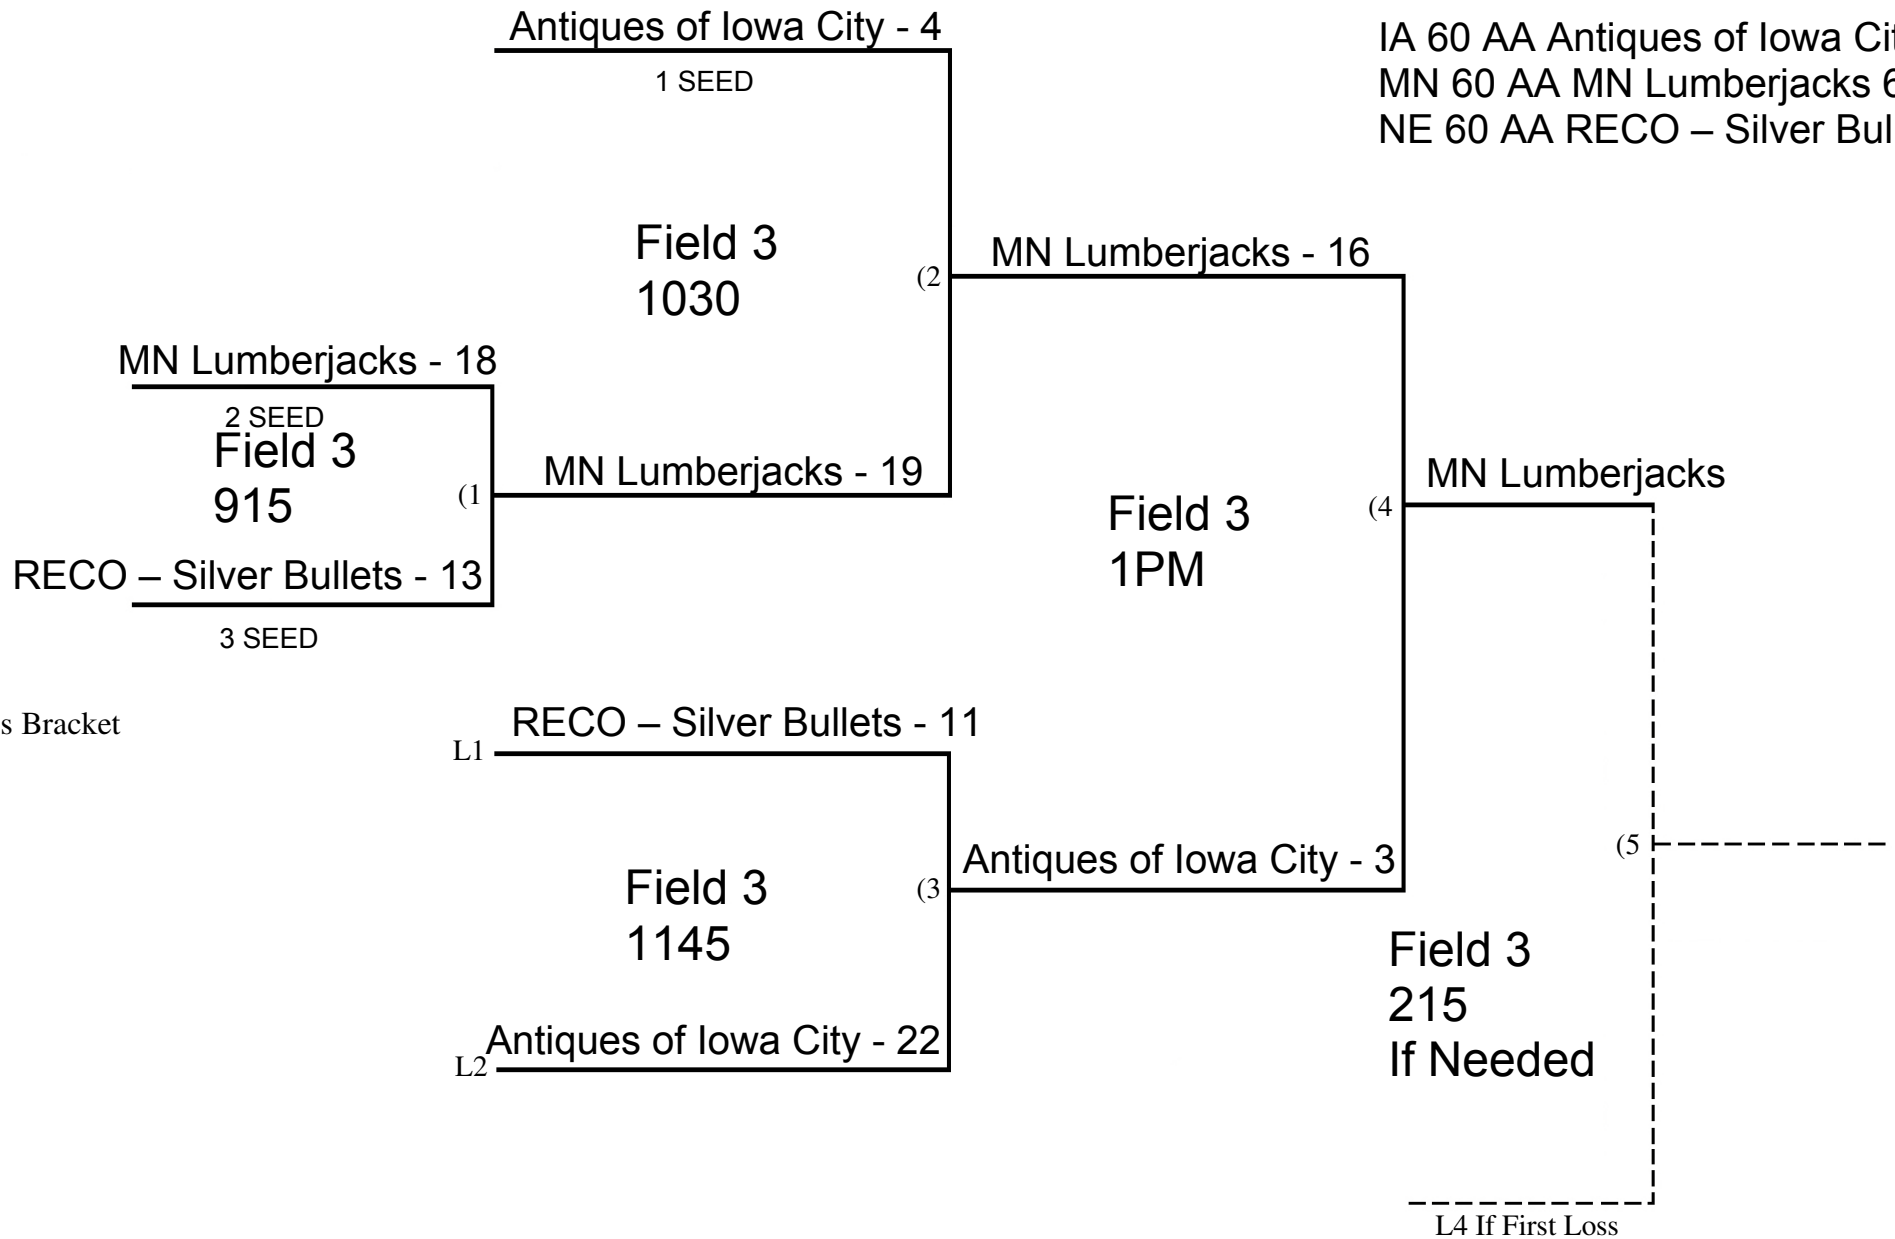 Antiques of Iowa City - 4
1 SEED
IA 60 AA Antiques of Iowa
MN 60 AA MN Lumberjacks
NE 60 AA RECO – Silver
Field 3
1030
(2
MN Lumberjacks - 16
MN Lumberjacks - 18
2 SEED
Field 3
915
(1
MN Lumberjacks - 19
RECO – Silver Bullets - 13
3 SEED
Field 3
1PM
(4
MN Lumberjacks
s Bracket
L1
RECO – Silver Bullets - 11
Field 3
1145
(3
Antiques of Iowa City - 3
(5
L2
Antiques of Iowa City - 22
Field 3
215
If Needed
L4 If First Loss